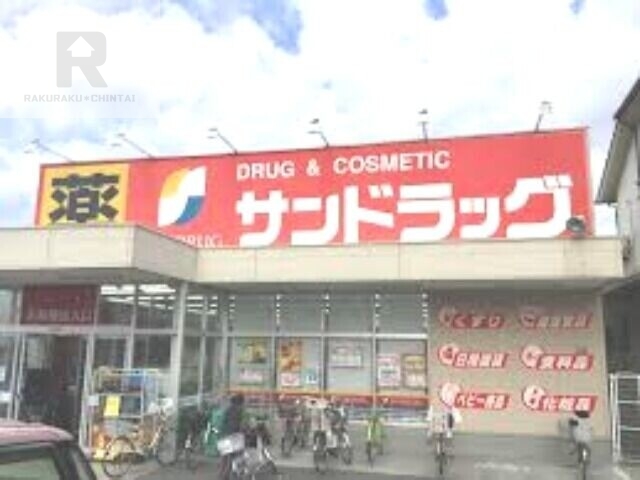 R
RAKURAKU*CHINTAI
薬
DRUG & COSMETIC
サンドラッグ
DRUG
くすり
日用雑貨
食料品
ベビー用品
化粧品